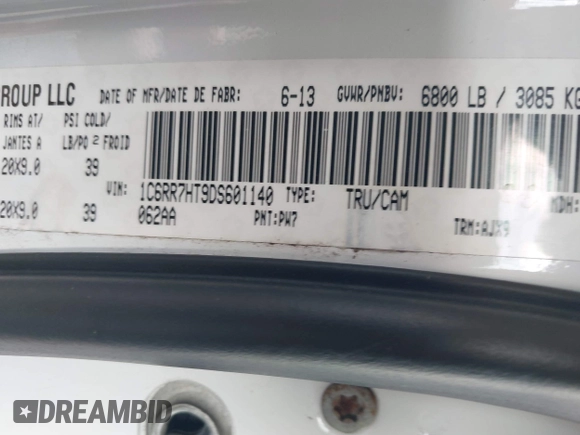 ROUP LLC DATE OF MFR/DATE DE FABR: 6-13 GVWR/PNBV: 6800 LB / 3085 KG
RIMS AT/ PSI COLD/
JANTES A LB/PO 2 FROID
20X9.0 39
VIN: 1C6RR7HT9DS601140 TYPE: TRU/CAM MDH:
20X9.0 39 062AA PNT:PW7 TRM:AJX9
DREAMBID